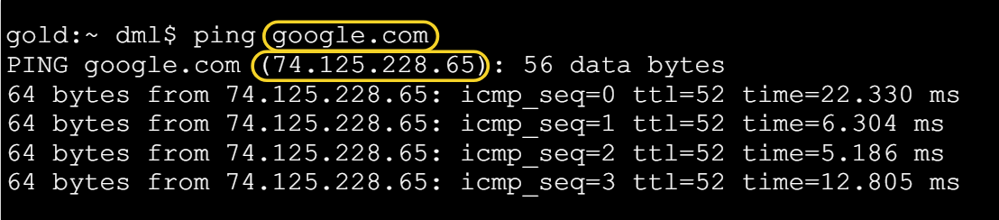 gold:~ dml$ ping google.com
PING google.com (74.125.228.65): 56 data bytes
64 bytes from 74.125.228.65: icmp_seq=0 ttl=52 time=22.330 ms
64 bytes from 74.125.228.65: icmp_seq=1 ttl=52 time=6.304 ms
64 bytes from 74.125.228.65: icmp_seq=2 ttl=52 time=5.186 ms
64 bytes from 74.125.228.65: icmp_seq=3 ttl=52 time=12.805 ms